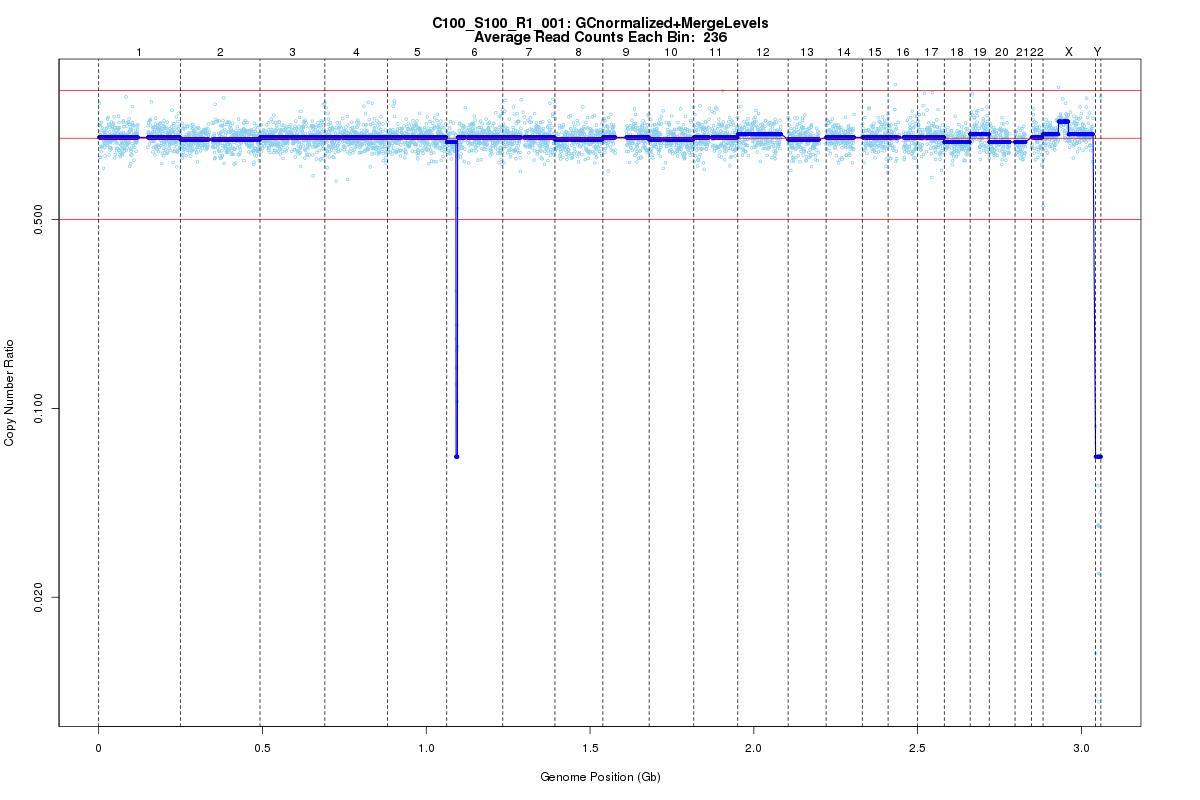 C100_S100_R1_001: GCnormalized+MergeLevels
Average Read Counts Each Bin: 236
1 2 3 4 5 6 7 8 9 10 11 12 13 14 15 16 17 18 19 20 21 22 X Y
0.500
0.100
0.020
Copy Number Ratio
0 0.5 1.0 1.5 2.0 2.5 3.0
Genome Position (Gb)